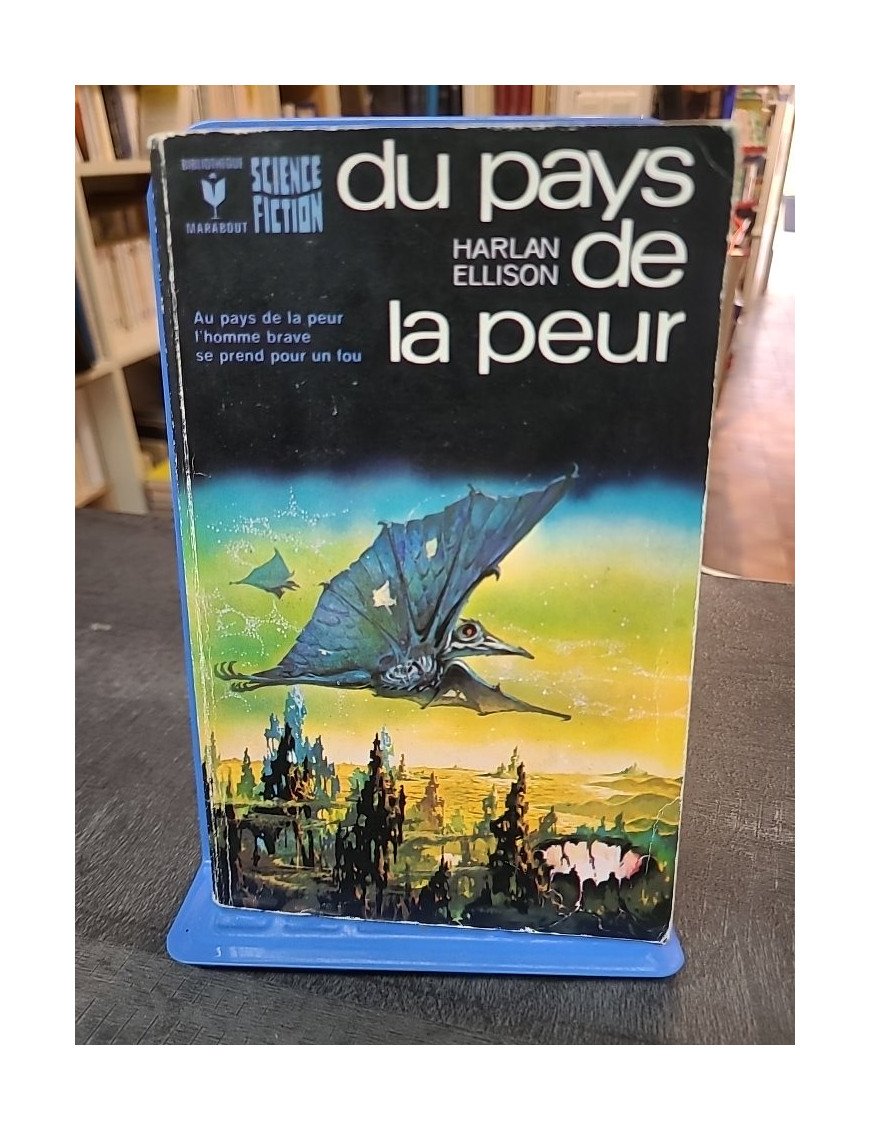 BIBLIOTHEQUE
MARABOUT
SCIENCE
FICTION
du pays
HARLAN
ELLISON
de
la peur
Au pays de la peur
l'homme brave
se prend pour un fou